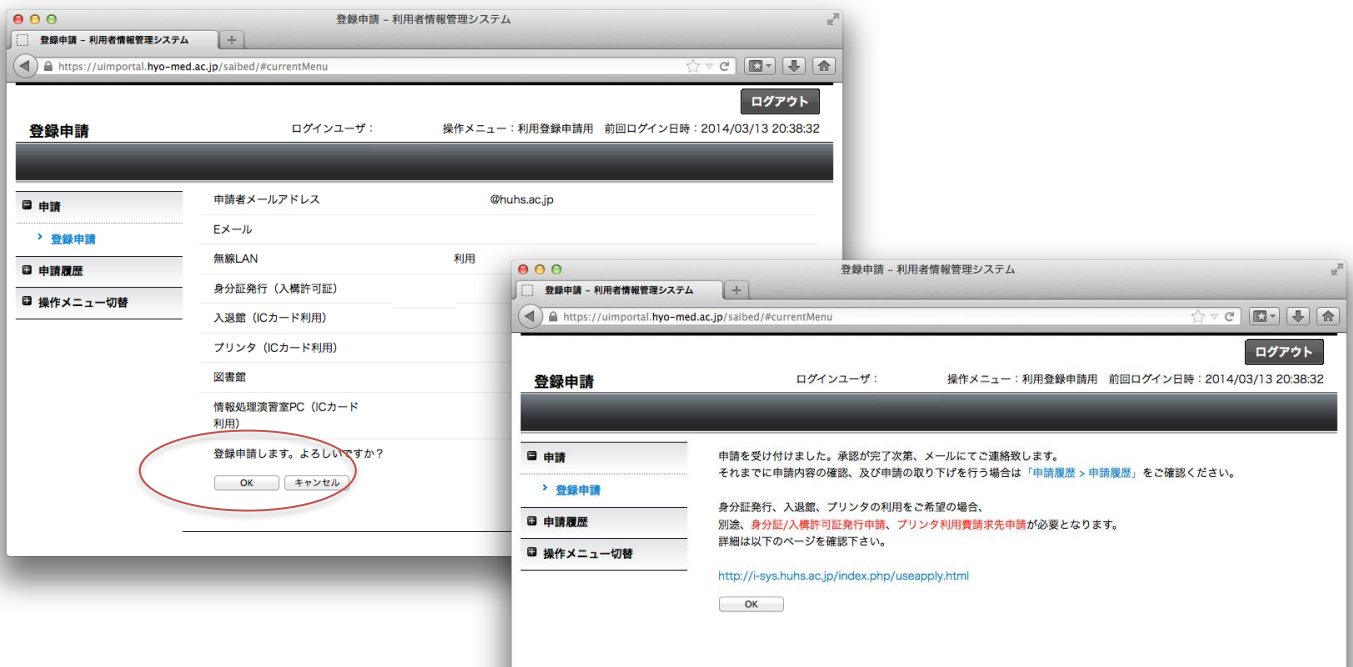 登録申請 – 利用者情報管理システム
登録申請 – 利用者情報管理システム
https://uimportal.hyo-med.ac.jp/saibed/#currentMenu
ログアウト
登録申請 ログインユーザ： 操作メニュー：利用登録申請用 前回ログイン日時：2014/03/13 20:38:32
申請
登録申請
申請履歴
操作メニュー切替
申請者メールアドレス @huhs.ac.jp
Eメール
無線LAN 利用
身分証発行（入構許可証）
入退館（ICカード利用）
プリンタ（ICカード利用）
図書館
情報処理演習室PC（ICカード
利用）
登録申請します。よろしいですか？
OK キャンセル
登録申請 – 利用者情報管理システム
登録申請 – 利用者情報管理システム
https://uimportal.hyo-med.ac.jp/saibed/#currentMenu
ログアウト
登録申請 ログインユーザ： 操作メニュー：利用登録申請用 前回ログイン日時：2014/03/13 20:38:32
申請
登録申請
申請履歴
操作メニュー切替
申請を受け付けました。承認が完了次第、メールにてご連絡致します。
それまでに申請内容の確認、及び申請の取り下げを行う場合は「申請履歴 > 申請履歴」をご確認ください。
身分証発行、入退館、プリンタの利用をご希望の場合、
別途、身分証/入構許可証発行申請、プリンタ利用費請求先申請が必要となります。
詳細は以下のページを確認下さい。
http://i-sys.huhs.ac.jp/index.php/useapply.html
OK